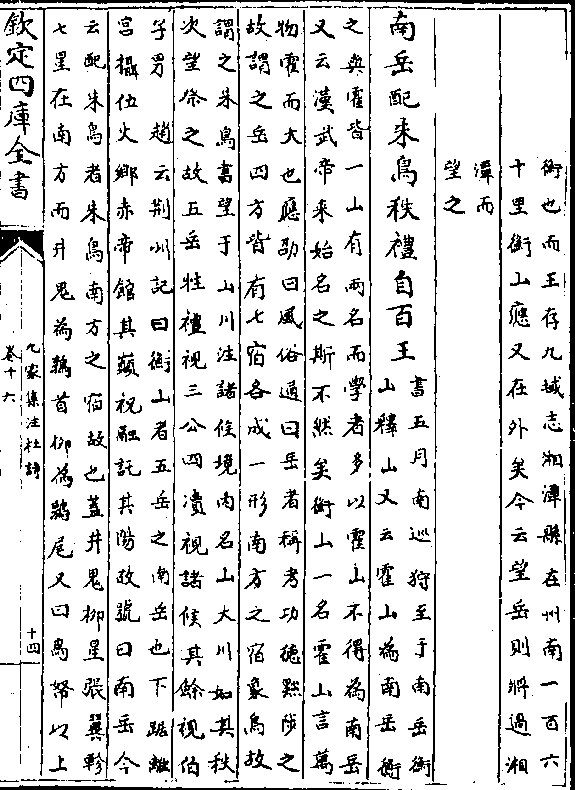 衡也而王存九域志湘潭縣在州南一百六
十里衡山應又在外矣今云望岳則將過湘
潭而
望之
南岳配朱鳥秩禮自百王
書五月南巡狩至于南岳衡
山釋山又云霍山為南岳衡
之與霍皆一山有兩名而學者多以霍山不得為南岳
又云漢武帝來始名之斯不然矣衡山一名霍山言萬
物霍而大也應劭曰風俗通曰岳者稱考功德黜陟之
故謂之岳四方皆有七宿各成一形南方之宿象鳥故
謂之朱鳥書望于山川注諸侯境內名山大川如其秩
次望祭之故五岳牲禮視三公四瀆視諸侯其餘視伯
子男 趙云荆州記曰衡山者五岳之南岳也下踞離
宮攝位火鄉赤帝館其巔祝融託其陽故號曰南岳今
云配朱鳥者朱鳥南方之宿故也蓋井鬼柳星張翼軫
七星在南方而井鬼為鶉首柳為鶉尾又曰鳥帑以上
欽定四庫全書
九家集注杜詩
卷十六
十四